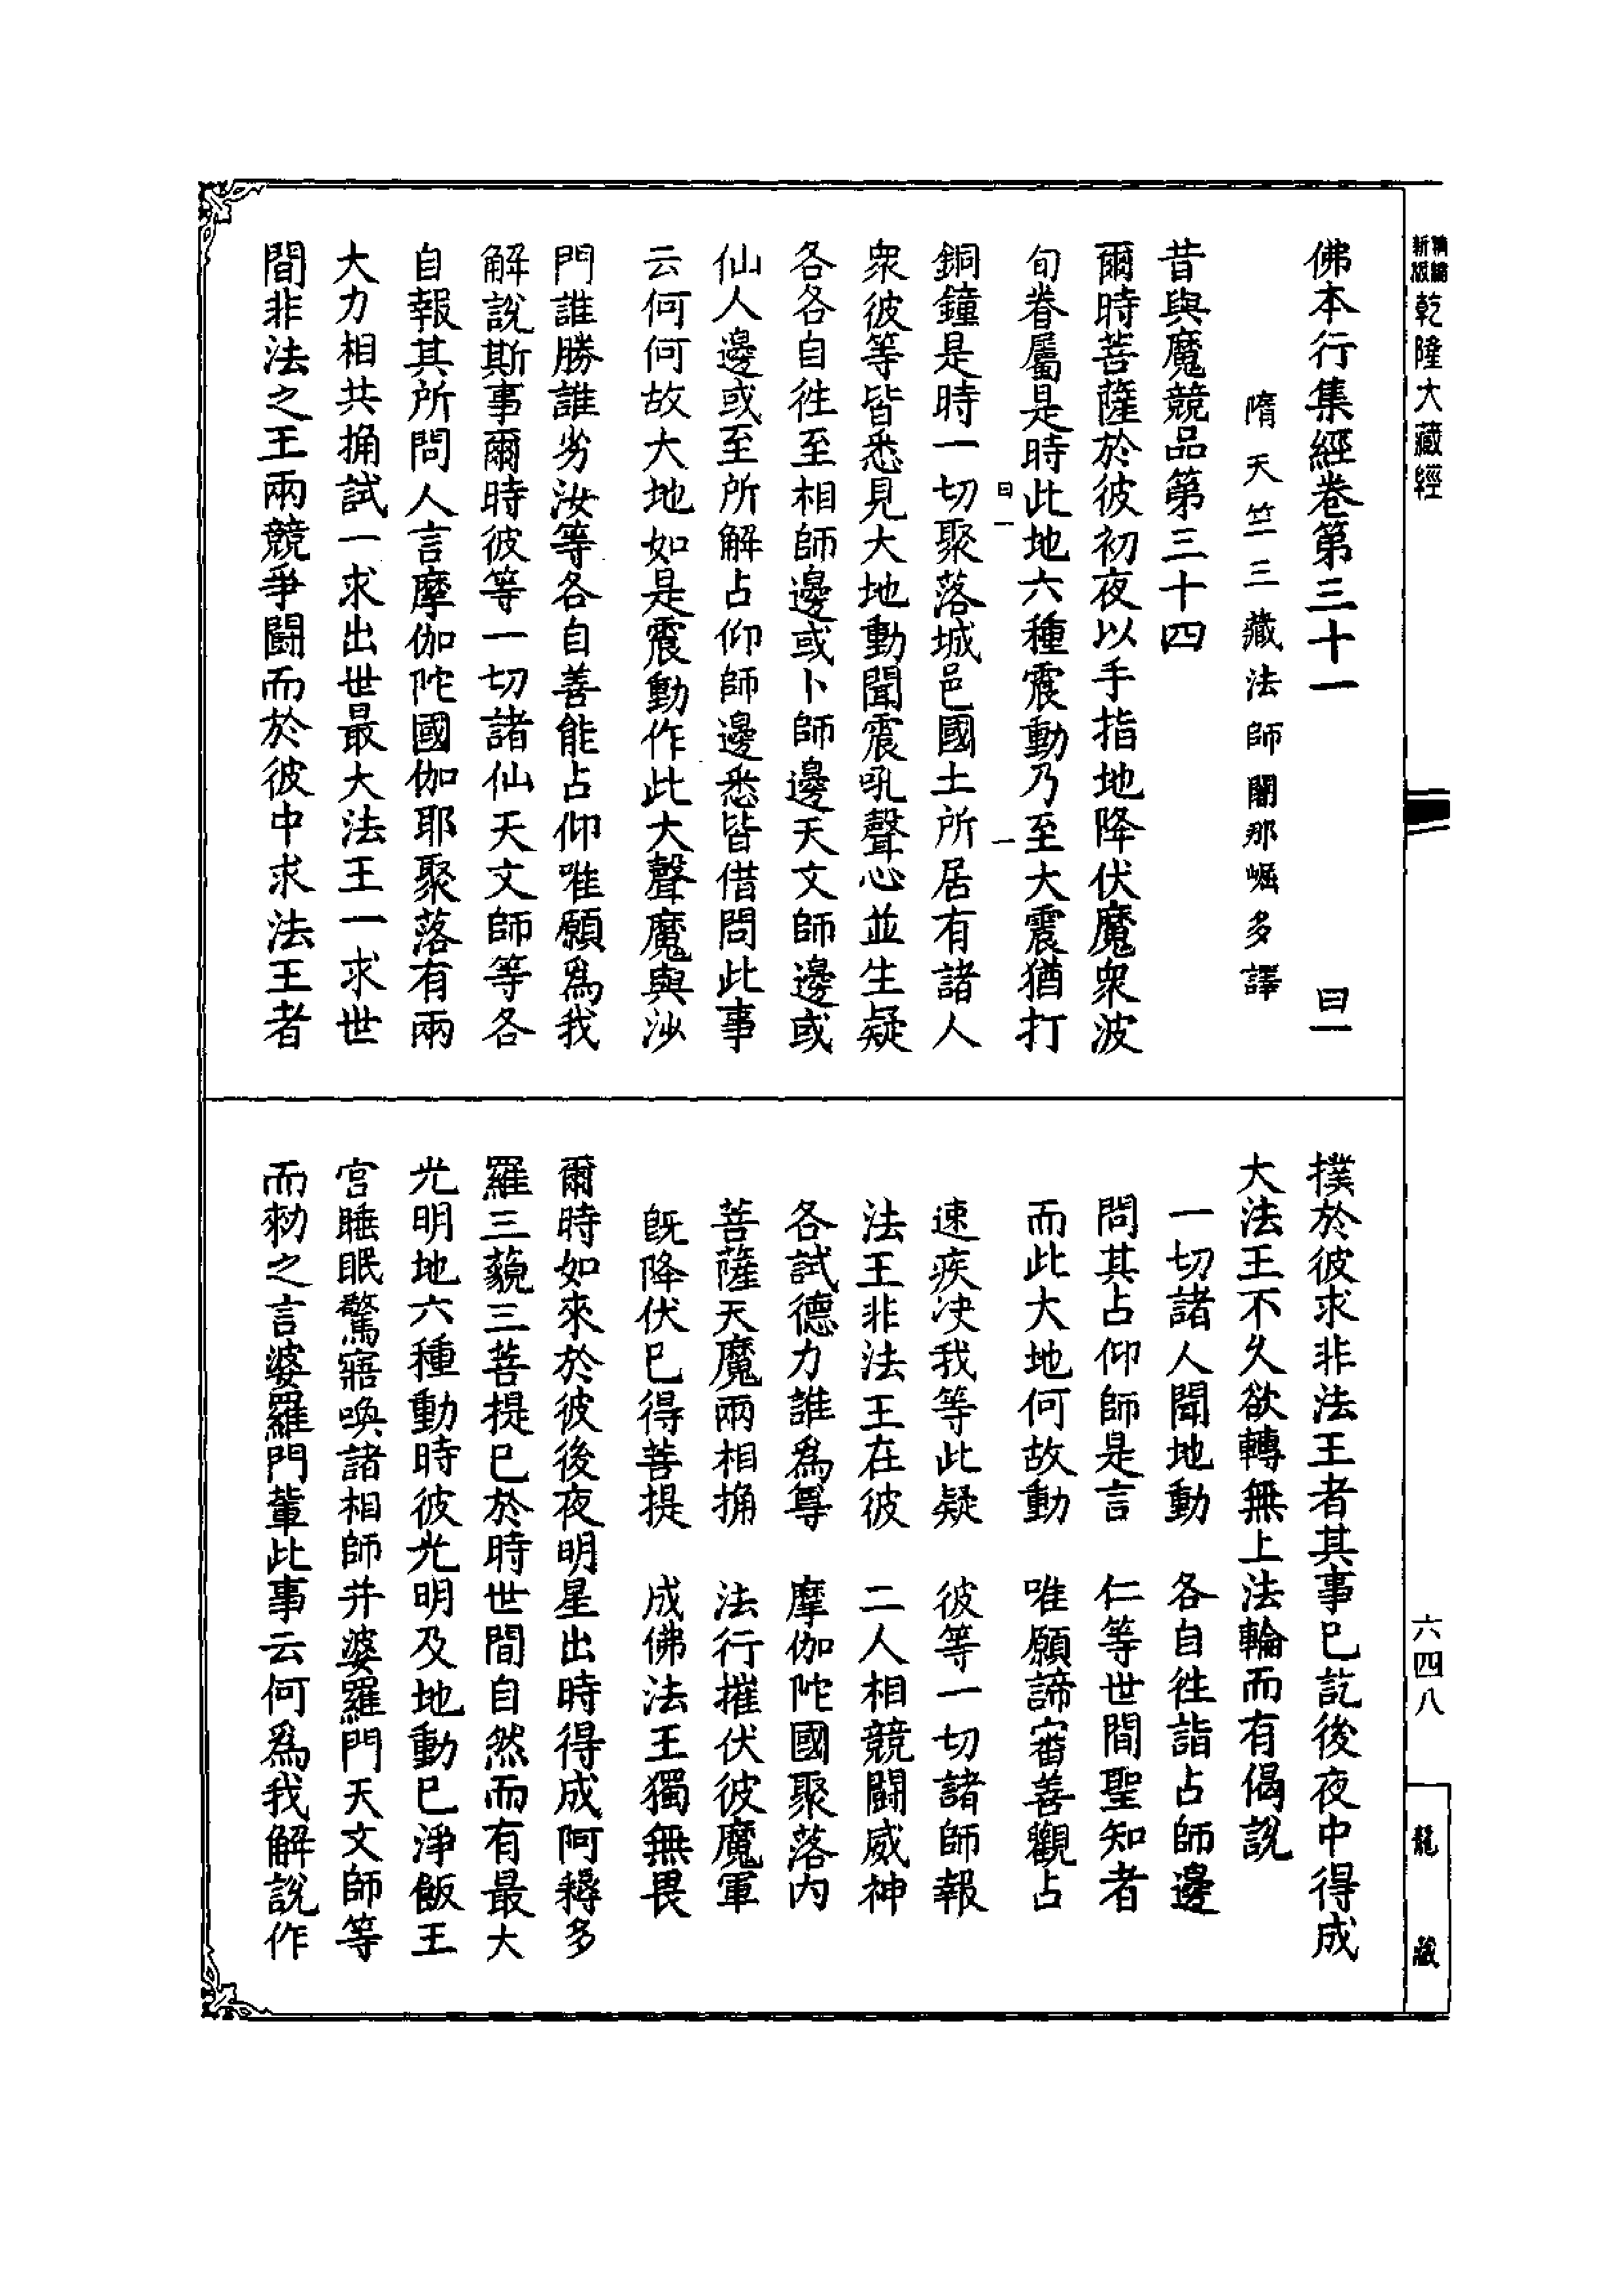 新編
縮版
乾隆大藏經
六四八
龍藏
佛本行集經卷第三十一　曰一
隋天竺三藏法師闍那崛多譯
昔與魔競品第三十四
爾時菩薩於彼初夜以手指地降伏魔衆波
旬眷屬是時此地六種震動乃至大震猶打
曰一　一
銅鐘是時一切聚落城邑國土所居有諸人
衆彼等皆悉見大地動聞震吼聲心並生疑
各各自徃至相師邊或卜師邊天文師邊或
仙人邊或至所解占仰師邊悉皆借問此事
云何何故大地如是震動作此大聲魔與沙
門誰勝誰劣汝等各自善能占仰唯願爲我
解說斯事爾時彼等一切諸仙天文師等各
自報其所問人言摩伽陀國伽耶聚落有兩
大力相共捔試一求出世最大法王一求世
間非法之王兩競爭鬪而於彼中求法王者
撲於彼求非法王者其事已訖後夜中得成
大法王不久欲轉無上法輪而有偈說
一切諸人聞地動　各自徃詣占師邊
問其占仰師是言　仁等世間聖知者
而此大地何故動　唯願諦審善觀占
速疾決我等此疑　彼等一切諸師報
法王非法王在彼　二人相競鬪威神
各試德力誰爲尊　摩伽陀國聚落内
菩薩天魔兩相捔　法行摧伏彼魔軍
旣降伏已得菩提　成佛法王獨無畏
爾時如來於彼後夜明星出時得成阿耨多
羅三藐三菩提已於時世間自然而有最大
光明地六種動時彼光明及地動已淨飯王
宫睡眠驚寤喚諸相師并婆羅門天文師等
而勑之言婆羅門輩此事云何爲我解說作